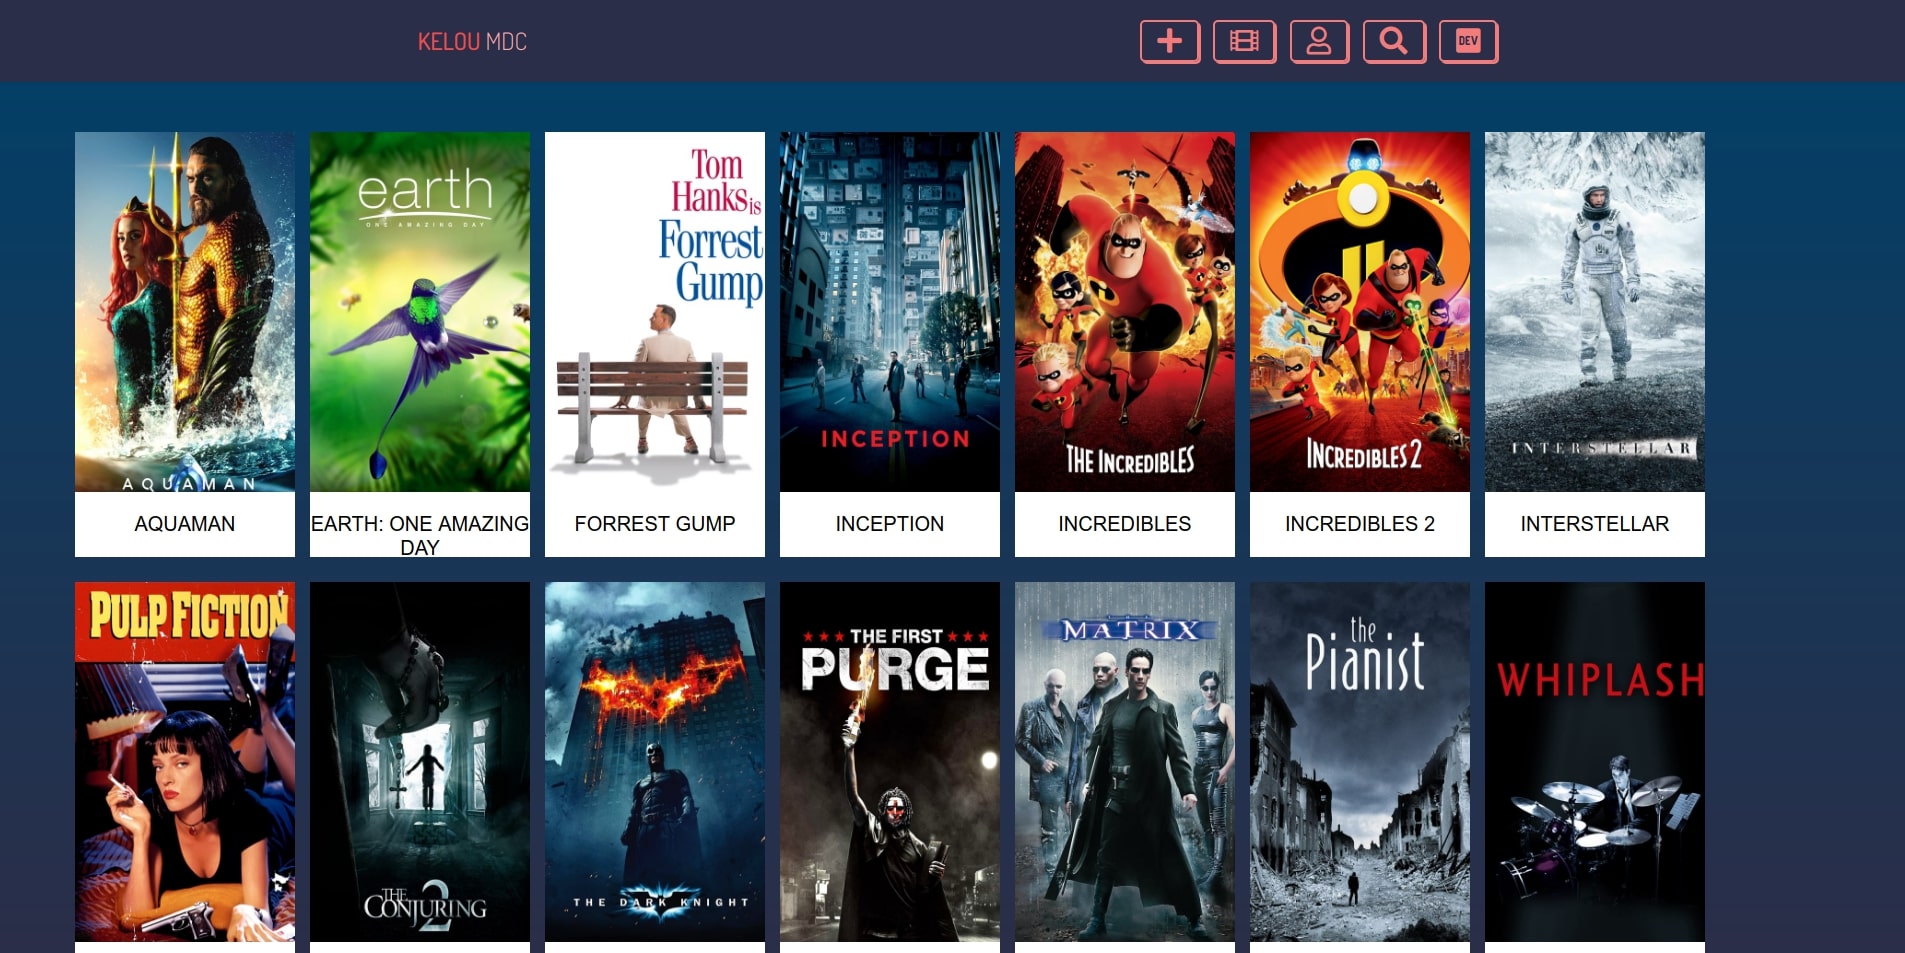 KELOU MDC
DEV
earth
ONE AMAZING DAY
Tom
Hanks is
Forrest
Gump
INCEPTION
THE INCREDIBLES
INCREDIBLES 2
INTERSTELLAR
AQUAMAN
AQUAMAN
EARTH: ONE AMAZING
DAY
FORREST GUMP
INCEPTION
INCREDIBLES
INCREDIBLES 2
INTERSTELLAR
PULP FICTION
THE
CONJURING
2
THE DARK KNIGHT
THE FIRST
PURGE
MATRIX
the
Pianist
WHIPLASH